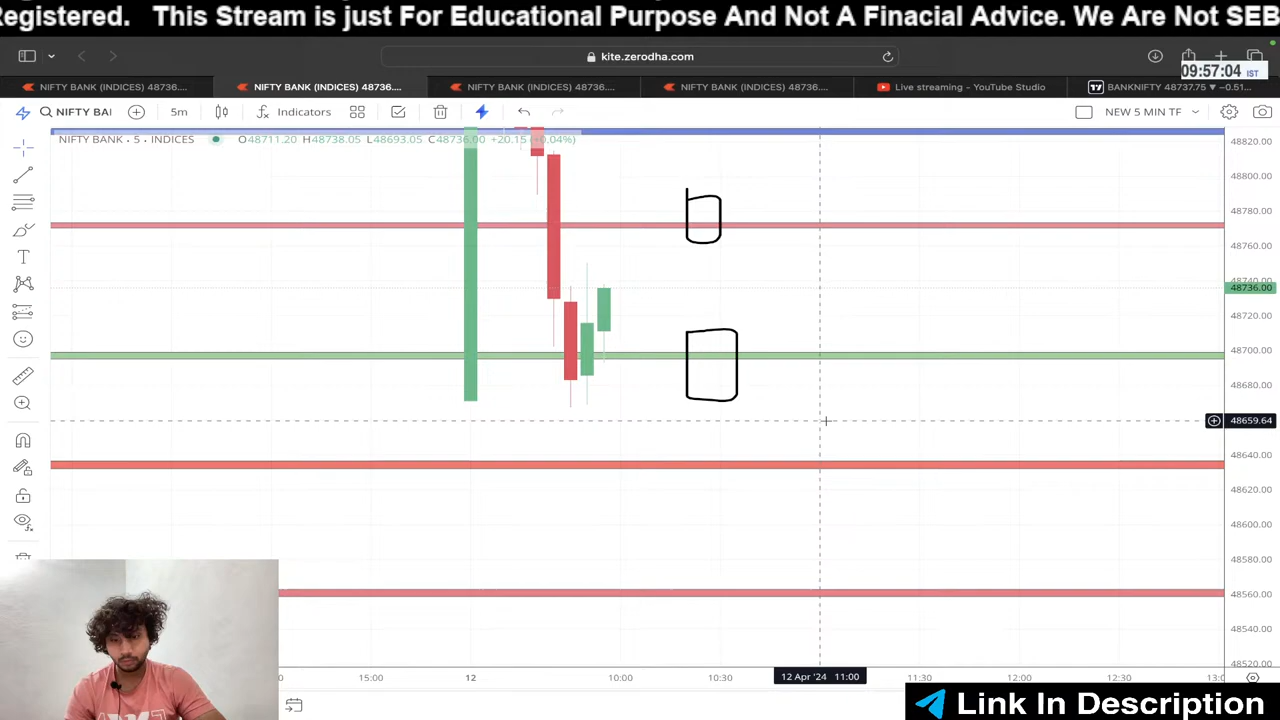 Registered. This Stream is just For Educational Purpose And Not A Finacial Advice. We Are Not SEB
kite.zerodha.com
09:57:04 IST
NIFTY BANK (INDICES) 48736....
NIFTY BANK (INDICES) 48736....
NIFTY BANK (INDICES) 48736....
NIFTY BANK (INDICES) 48736....
Live streaming - YouTube Studio
BANKNIFTY 48737.75 ▼ −0.51...
NIFTY BAI
5m
Indicators
NEW 5 MIN TF
NIFTY BANK · 5 · INDICES
O48711.20 H48738.05 L48693.05 C48736.00 +20.15 (+0.04%)
48820.00
48800.00
48780.00
48760.00
48740.00
48736.00
48720.00
48700.00
48680.00
48659.64
48640.00
48620.00
48600.00
48580.00
48560.00
48540.00
48520.00
15:00
12
10:00
10:30
12 Apr '24 11:00
11:30
12:00
12:30
13:0
Link In Description